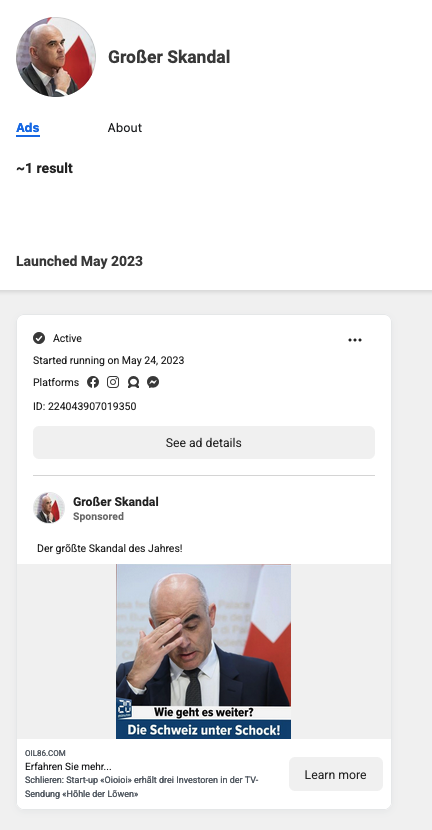 Großer Skandal
Ads
About
~1 result
Launched May 2023
Active
Started running on May 24, 2023
Platforms
ID: 224043907019350
See ad details
Großer Skandal
Sponsored
Der größte Skandal des Jahres!
20
Wie geht es weiter?
Die Schweiz unter Schock!
OIL86.COM
Erfahren Sie mehr...
Schlieren: Start-up «Oioioi» erhält drei Investoren in der TV-
Sendung «Höhle der Löwen»
Learn more